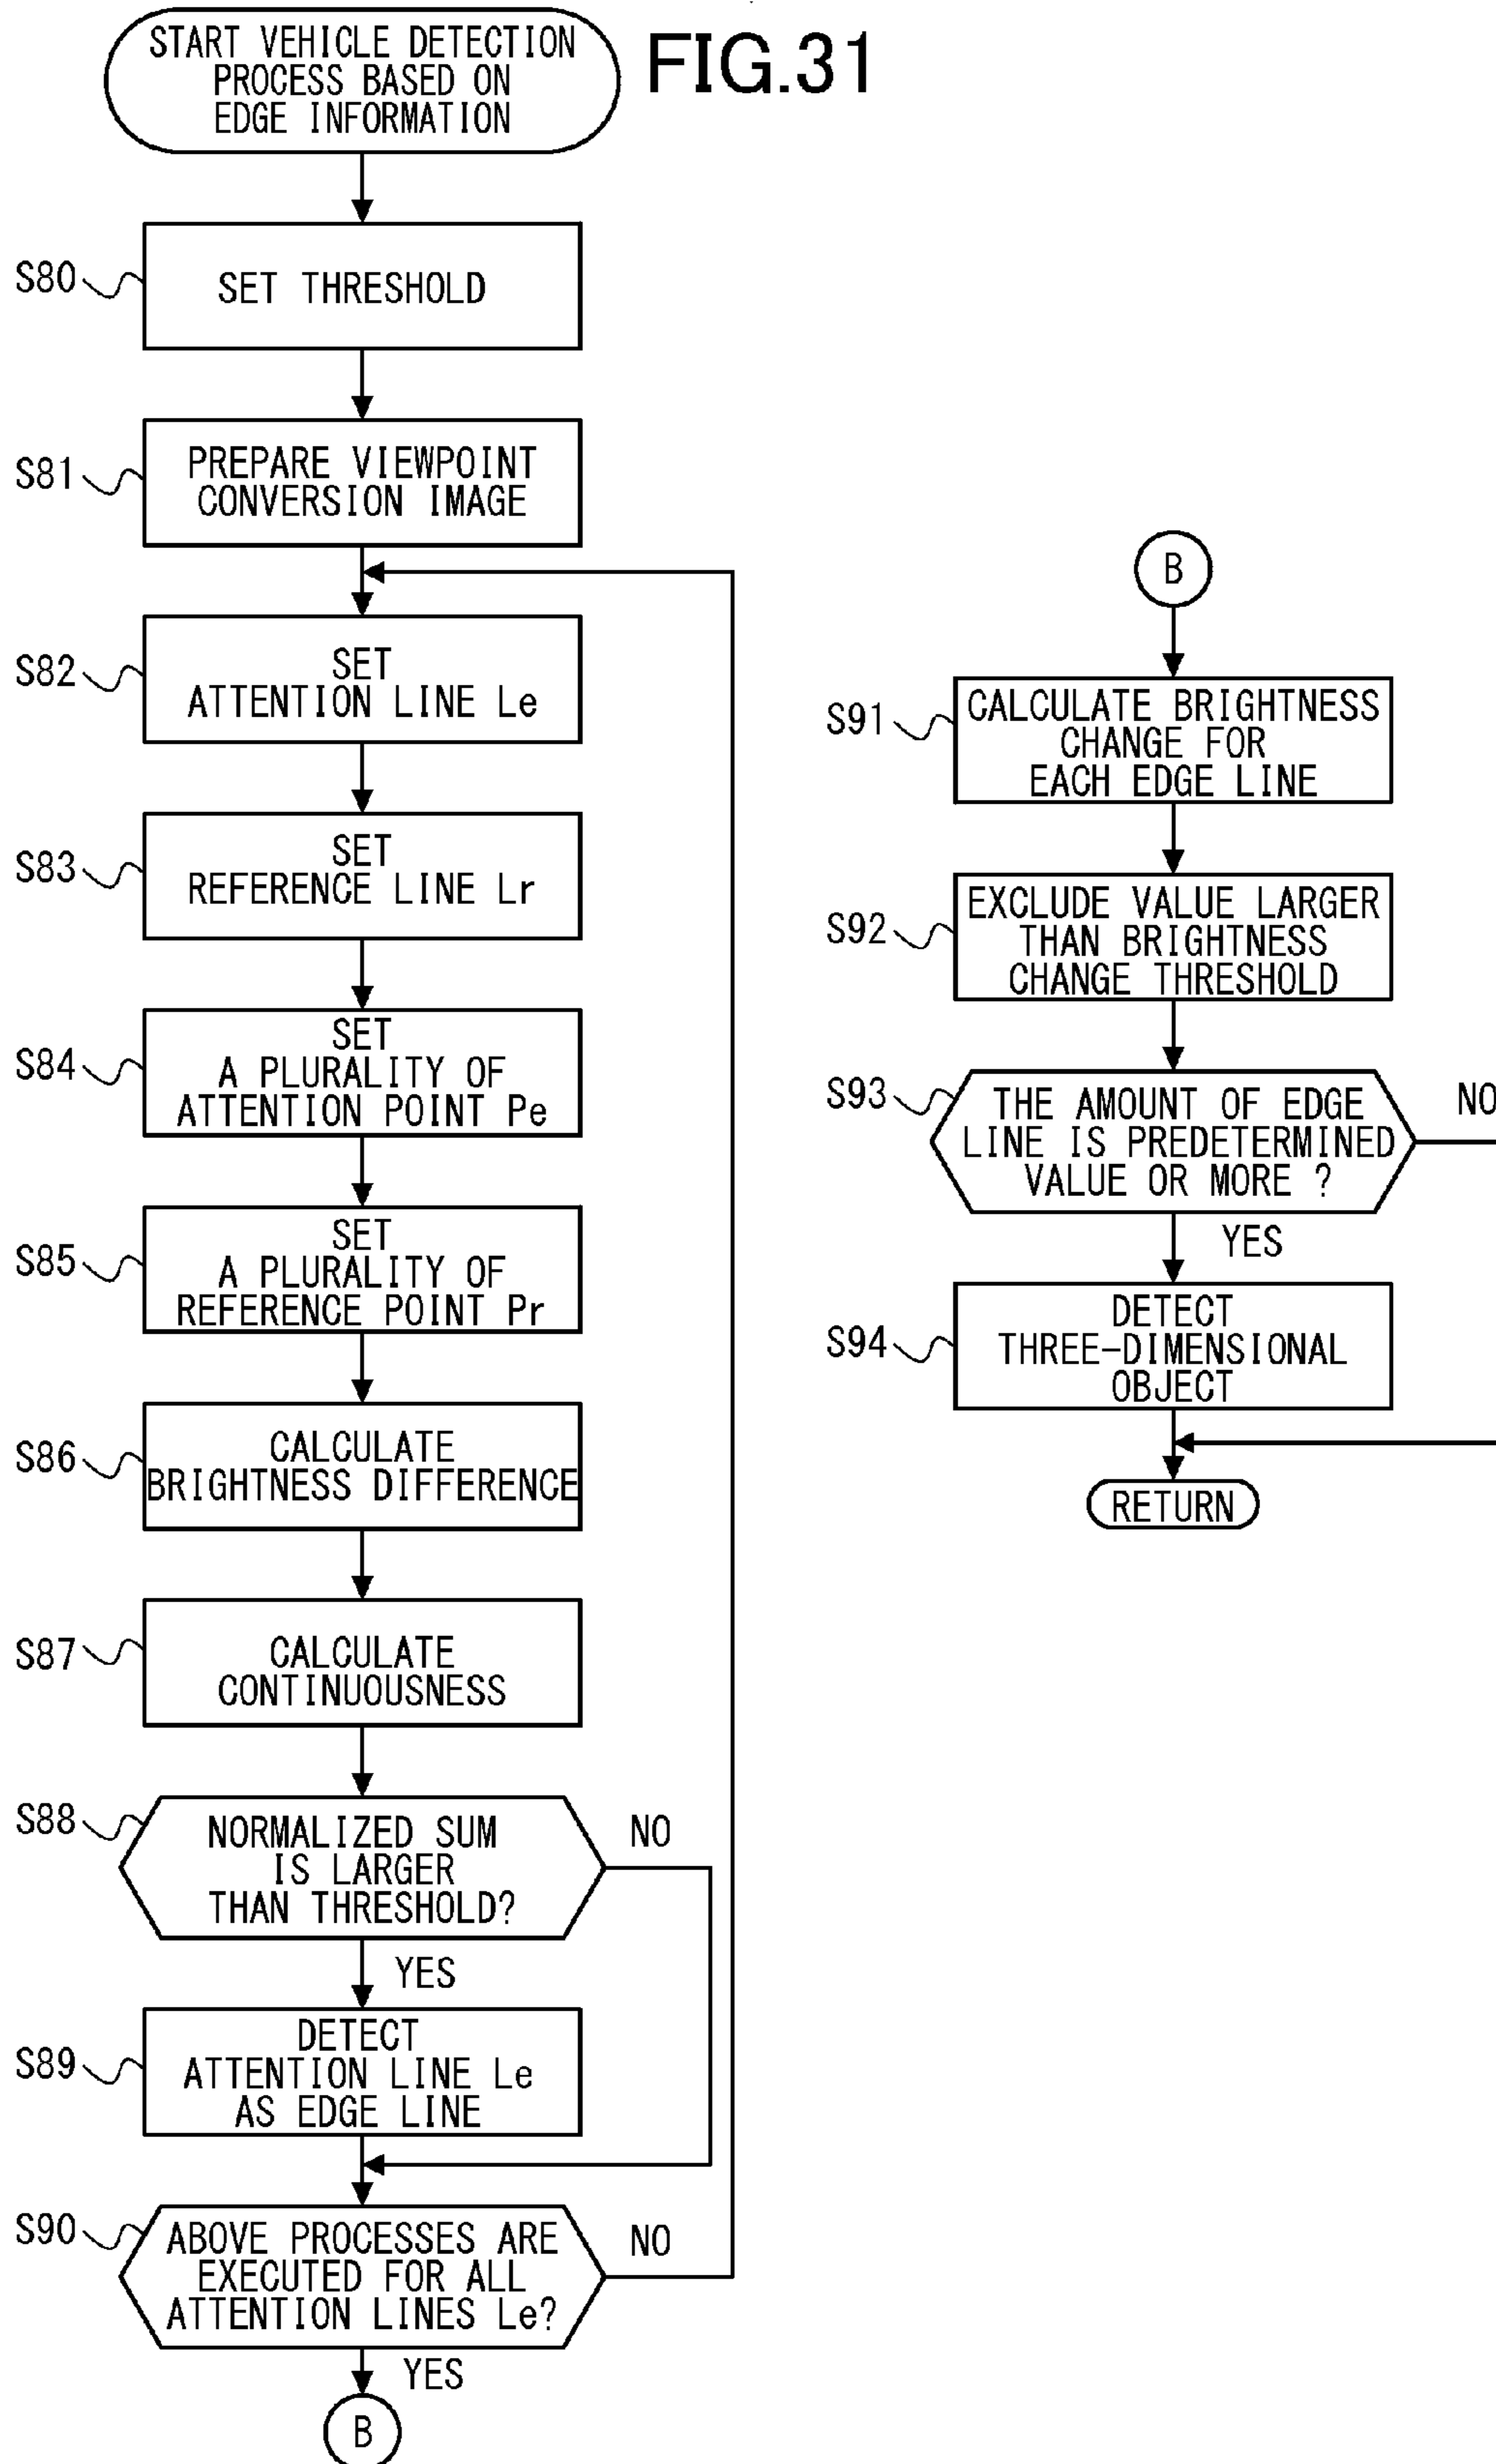 FIG.31
START VEHICLE DETECTION
PROCESS BASED ON
EDGE INFORMATION
S80
SET THRESHOLD
S81
PREPARE VIEWPOINT
CONVERSION IMAGE
S82
SET
ATTENTION LINE Le
S83
SET
REFERENCE LINE Lr
S84
SET
A PLURALITY OF
ATTENTION POINT Pe
S85
SET
A PLURALITY OF
REFERENCE POINT Pr
S86
CALCULATE
BRIGHTNESS DIFFERENCE
S87
CALCULATE
CONTINUOUSNESS
S88
NORMALIZED SUM
IS LARGER
THAN THRESHOLD?
NO
YES
S89
DETECT
ATTENTION LINE Le
AS EDGE LINE
S90
ABOVE PROCESSES ARE
EXECUTED FOR ALL
ATTENTION LINES Le?
NO
YES
B
B
S91
CALCULATE BRIGHTNESS
CHANGE FOR
EACH EDGE LINE
S92
EXCLUDE VALUE LARGER
THAN BRIGHTNESS
CHANGE THRESHOLD
S93
THE AMOUNT OF EDGE
LINE IS PREDETERMINED
VALUE OR MORE ?
NO
YES
S94
DETECT
THREE-DIMENSIONAL
OBJECT
RETURN